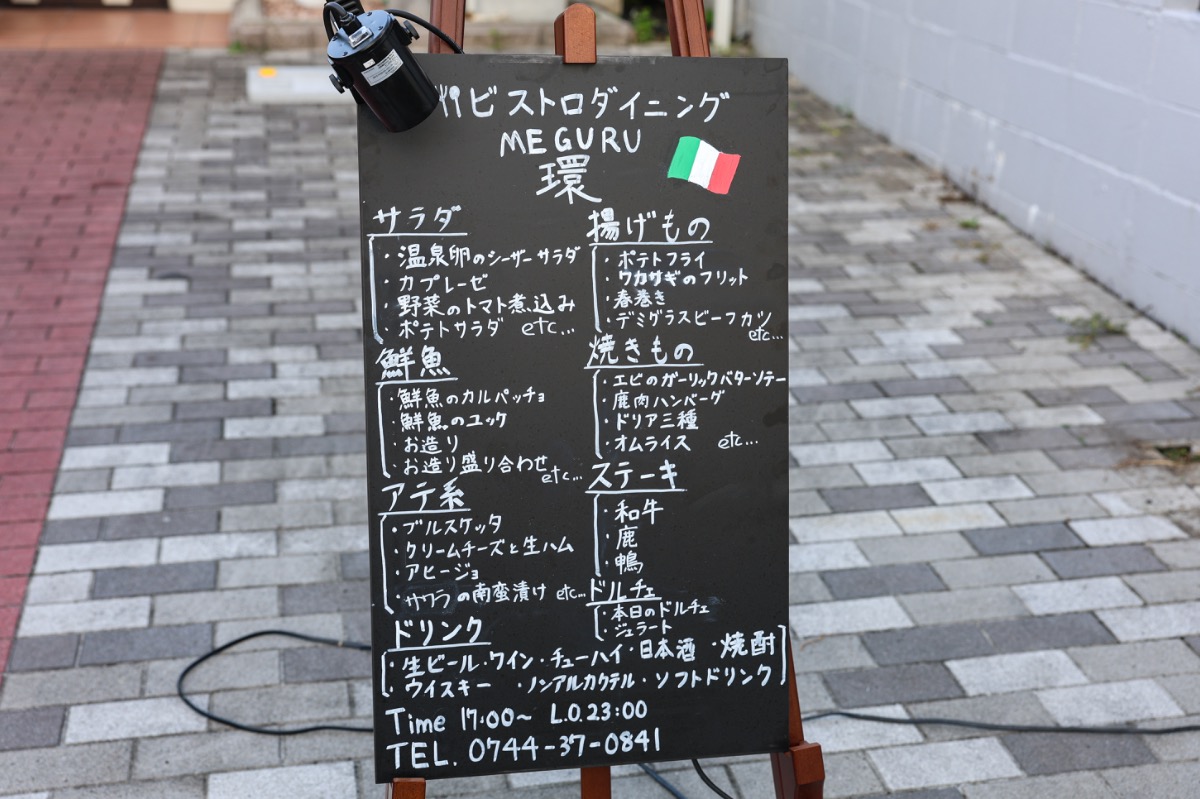 ビストロダイニング
MEGURU
環
サラダ
・温泉卵のシーザーサラダ
・カプレーゼ
・野菜のトマト煮込み
・ポテトサラダ etc...
鮮魚
・鮮魚のカルパッチョ
・鮮魚のユッケ
・お造り
・お造り盛り合わせ etc...
アテ系
・ブルスケッタ
・クリームチーズと生ハム
・アヒージョ
・サワラの南蛮漬け etc...
揚げもの
・ポテトフライ
・ワカサギのフリット
・春巻き
・デミグラスビーフカツ
etc...
焼きもの
・エビのガーリックバターソテー
・鹿肉ハンバーグ
・ドリア三種
・オムライス etc...
ステーキ
・和牛
・鹿
・鴨
ドルチェ
・本日のドルチェ
・ジェラート
ドリンク
・生ビール・ワイン・チューハイ・日本酒・焼酎
・ウイスキー ・ノンアルカクテル・ソフトドリンク
Time 17:00~ L.O.23:00
TEL. 0744-37-0841